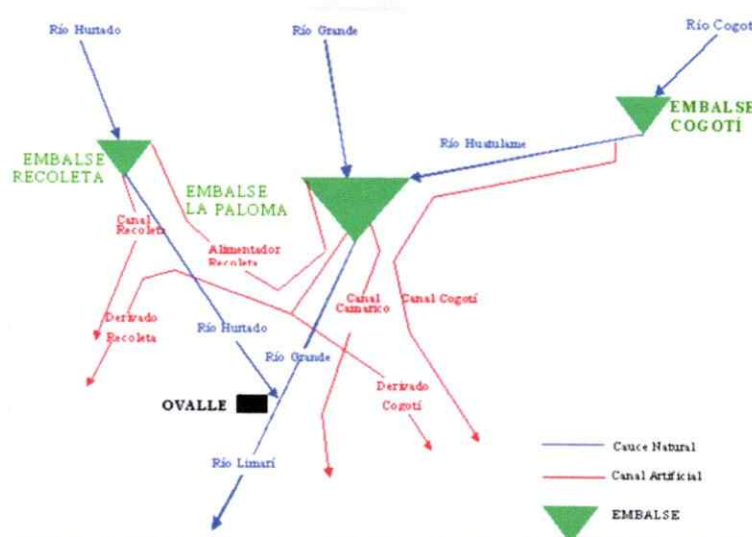 Río Hurtado
Río Grande
Río Cogotí
EMBALSE
COGOTÍ
Río Huatulame
EMBALSE
RECOLETA
EMBALSE
LA PALOMA
Canal
Recoleta
Alimentador
Recoleta
Canal
Camarico
Canal Cogotí
Derivado
Recoleta
Río Hurtado
Río Grande
Derivado
Cogotí
OVALLE
Río Limarí
Cauce Natural
Canal Artificial
EMBALSE